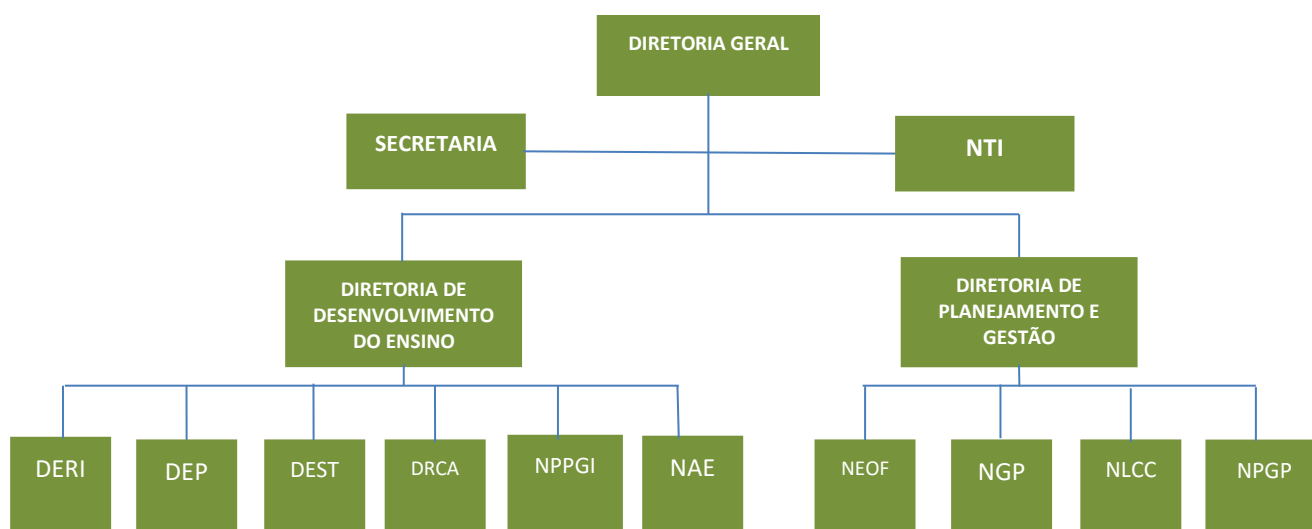 DIRETORIA GERAL
SECRETARIA
NTI
DIRETORIA DE
DESENVOLVIMENTO
DO ENSINO
DIRETORIA DE
PLANEJAMENTO E
GESTÃO
DERI
DEP
DEST
DRCA
NPPGI
NAE
NEOF
NGP
NLCC
NPGP